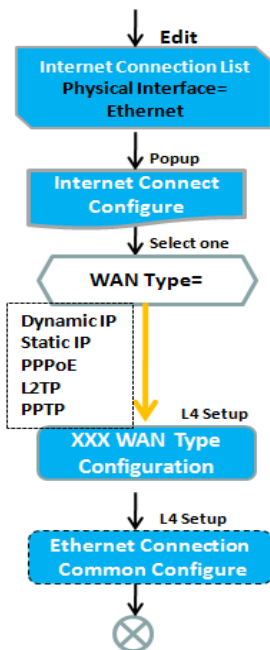 Edit
Internet Connection List
Physical Interface=
Ethernet
Popup
Internet Connect
Configure
Select one
WAN Type=
Dynamic IP
Static IP
PPPoE
L2TP
PPTP
L4 Setup
XXX WAN Type
Configuration
L4 Setup
Ethernet Connection
Common Configure